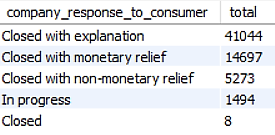 company_response_to_consumer total
Closed with explanation 41044
Closed with monetary relief 14697
Closed with non-monetary relief 5273
In progress 1494
Closed 8